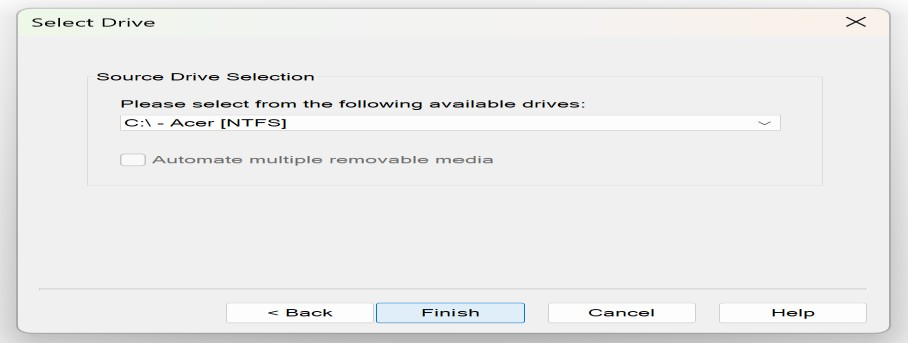 Select Drive
Source Drive Selection
Please select from the following available drives:
C:\ - Acer [NTFS]
Automate multiple removable media
< Back Finish Cancel Help